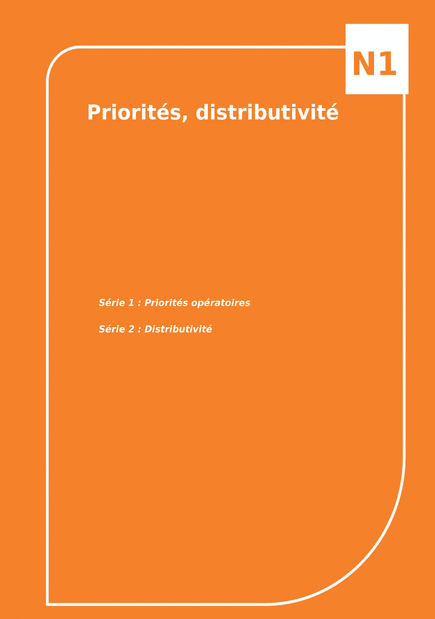 N1
Priorités, distributivité
Série 1 : Priorités opératoires
Série 2 : Distributivité